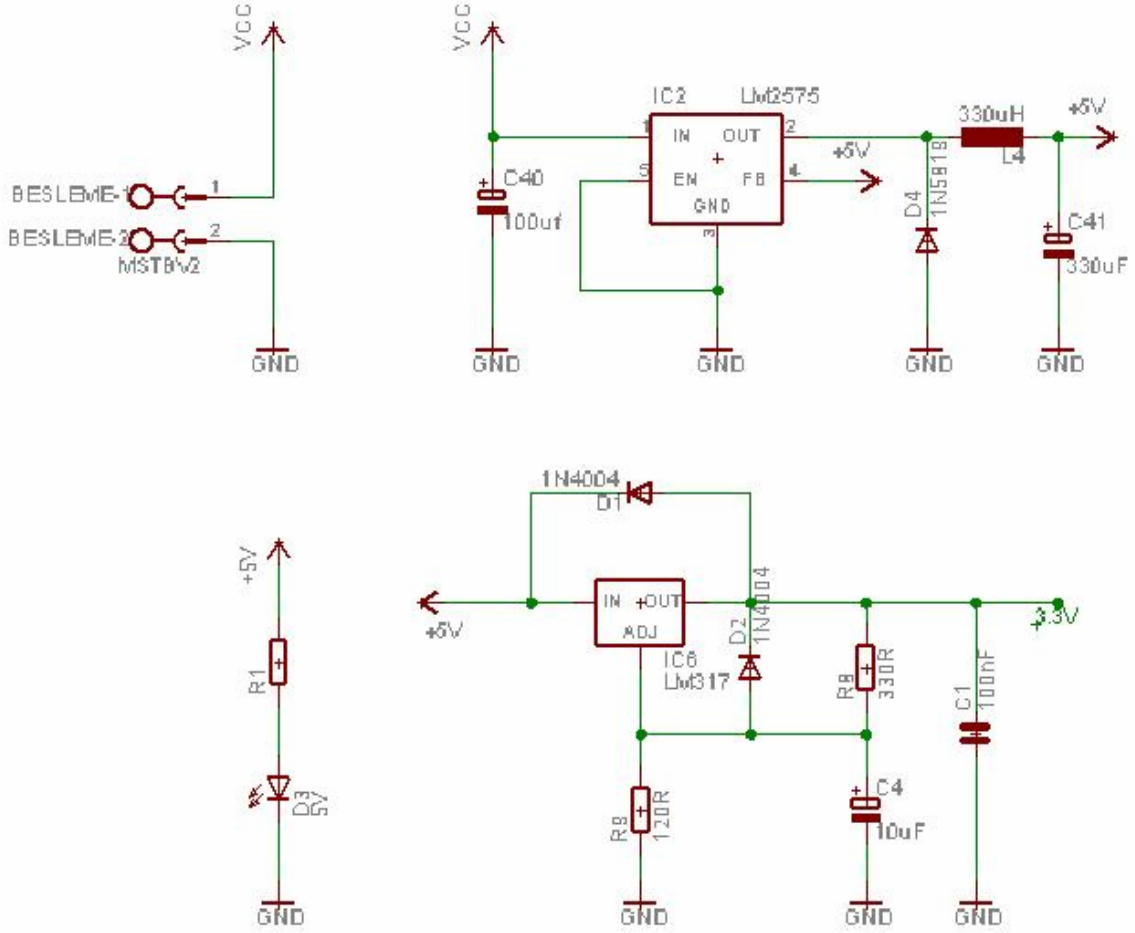 VCC
BESLEME-1
1
BESLEME-2
2
MSTBV2
GND
VCC
C40
100uf
GND
IC2
LM2575
1
IN
OUT
2
5
EN
FB
4
GND
3
+5V
GND
D4
1N5819
GND
330uH
L4
+5V
C41
330uF
GND
+5V
R1
D3
5V
GND
1N4004
D1
+5V
IN
OUT
ADJ
IC6
LM317
D2
1N4004
330R
C1
100nF
3.3V
R9
120R
GND
C4
10uF
GND
GND